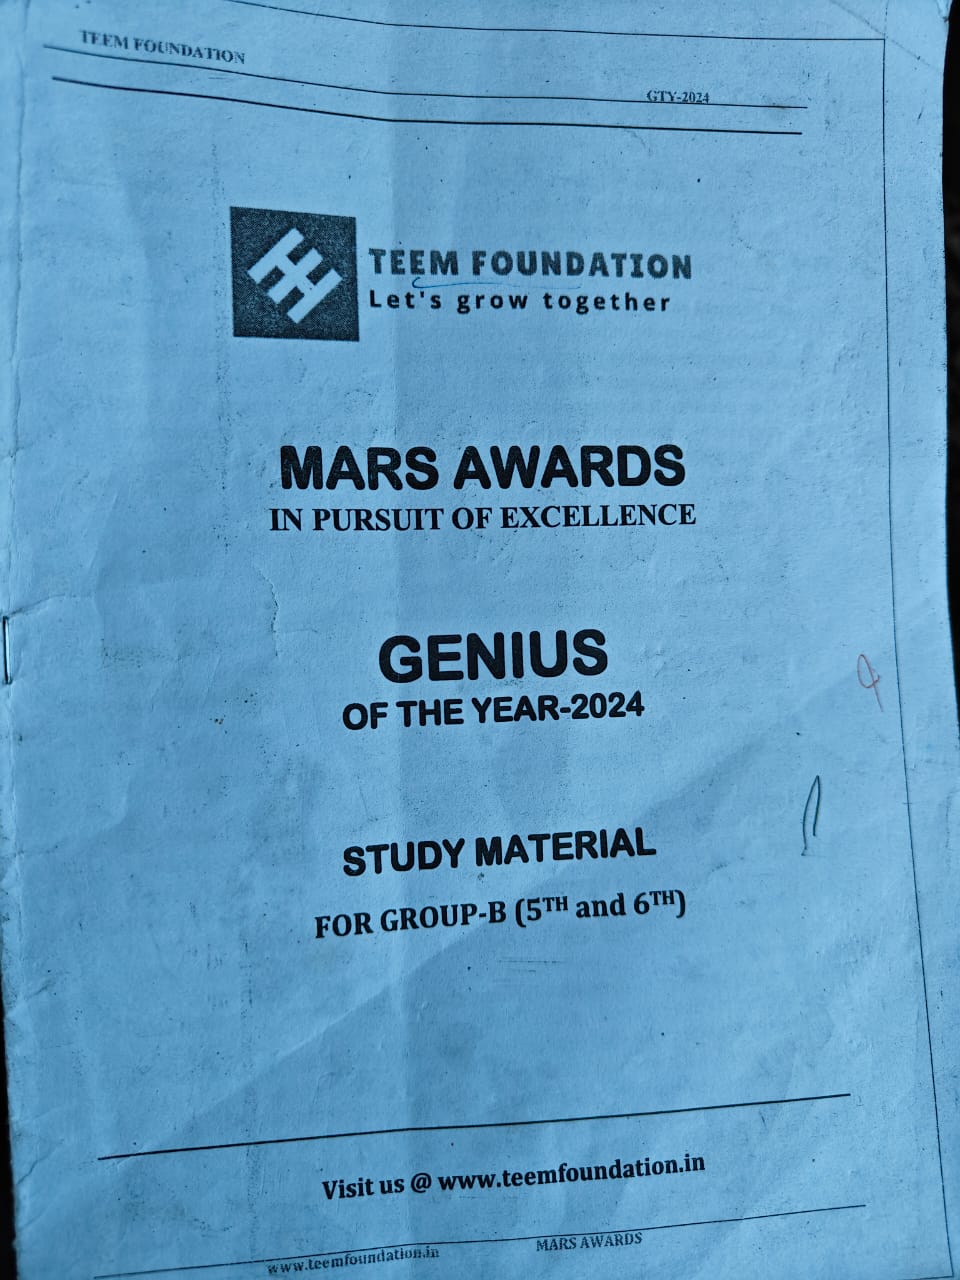 TEEM FOUNDATION
GTY-2024
TEEM FOUNDATION
Let's grow together
MARS AWARDS
IN PURSUIT OF EXCELLENCE
GENIUS
OF THE YEAR-2024
STUDY MATERIAL
FOR GROUP-B (5TH and 6TH)
Visit us @ www.teemfoundation.in
www.teemfoundation.in
MARS AWARDS